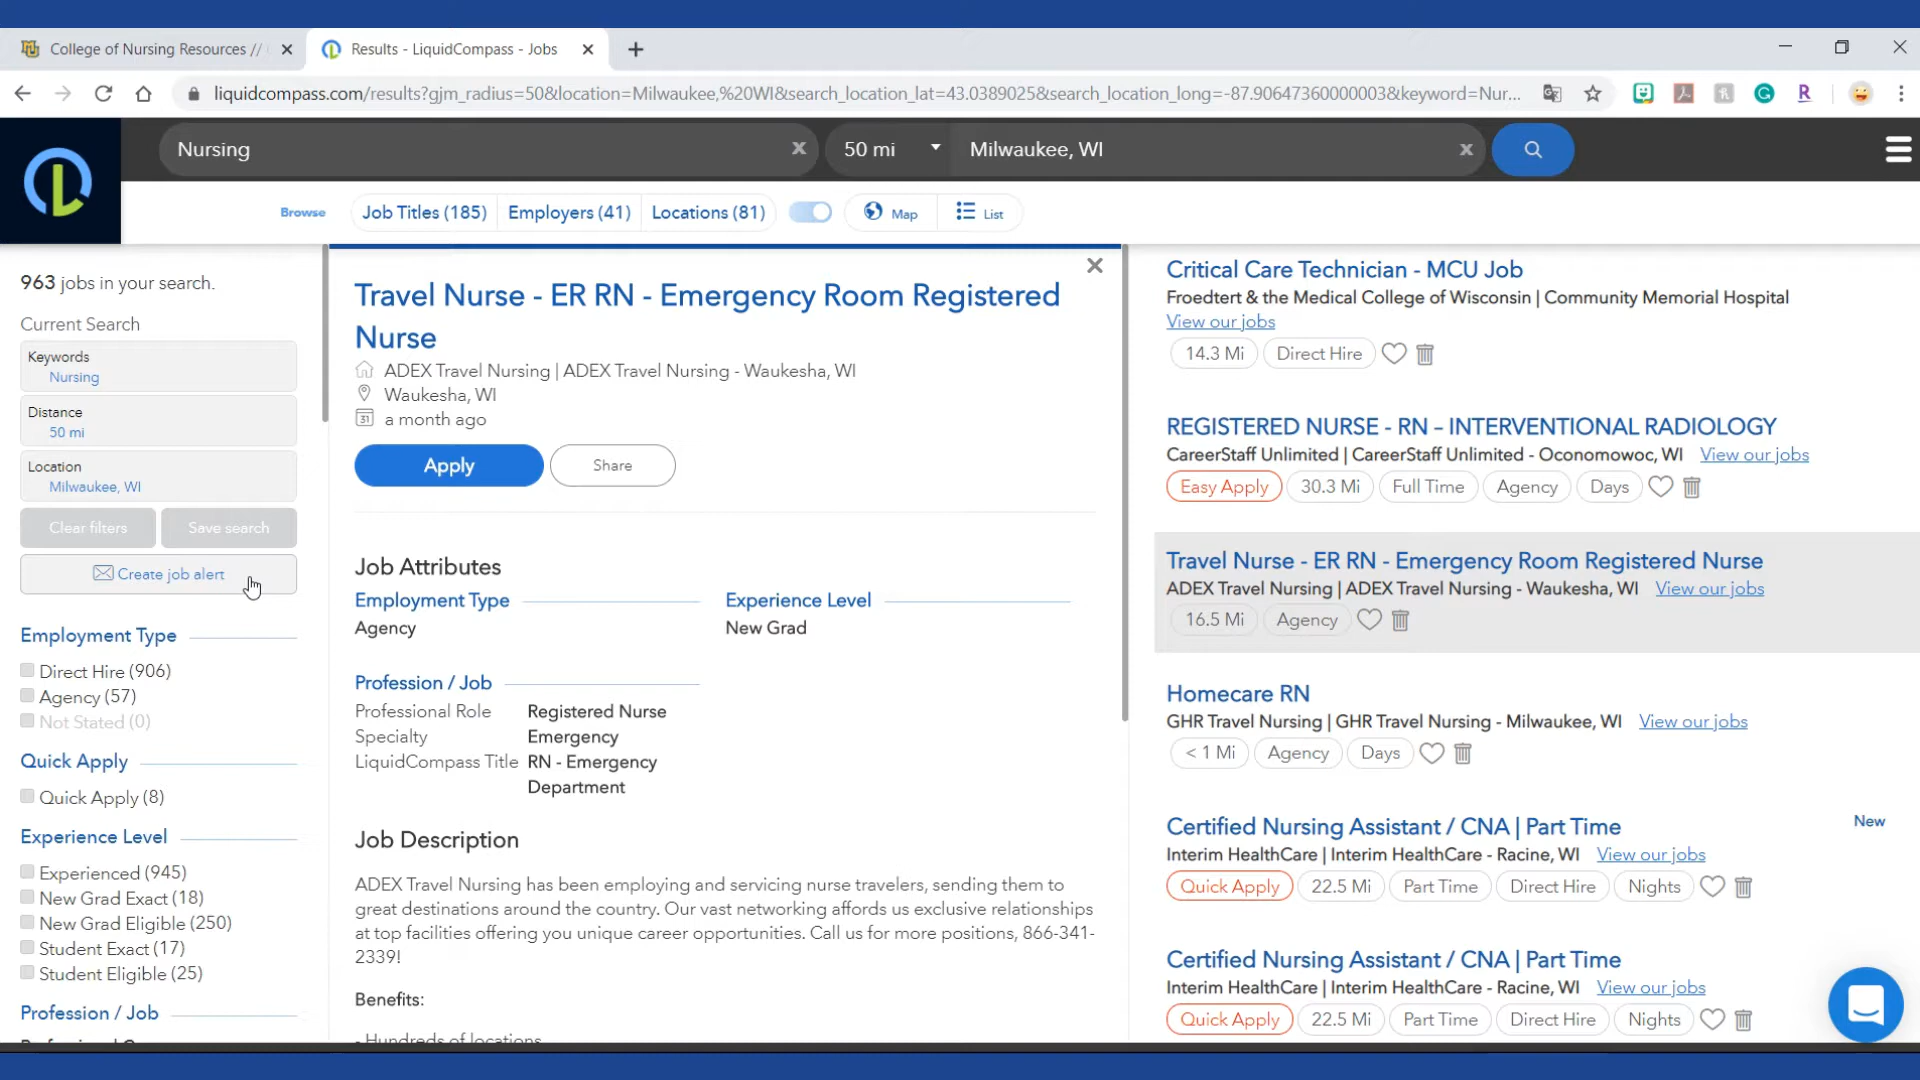 College of Nursing Resources //
Results - LiquidCompass - Jobs
liquidcompass.com/results?gjm_radius=50&location=Milwaukee,%20WI&search_location_lat=43.0389025&search_location_long=-87.90647360000003&keyword=Nur...
Nursing
50 mi
Milwaukee, WI
Browse
Job Titles (185)
Employers (41)
Locations (81)
Map
List
963 jobs in your search.
Current Search
Keywords
Nursing
Distance
50 mi
Location
Milwaukee, WI
Clear filters
Save search
Create job alert
Employment Type
Direct Hire (906)
Agency (57)
Not Stated (0)
Quick Apply
Quick Apply (8)
Experience Level
Experienced (945)
New Grad Exact (18)
New Grad Eligible (250)
Student Exact (17)
Student Eligible (25)
Profession / Job
Travel Nurse - ER RN - Emergency Room Registered
Nurse
ADEX Travel Nursing | ADEX Travel Nursing - Waukesha, WI
Waukesha, WI
31
a month ago
Apply
Share
Job Attributes
Employment Type
Agency
Experience Level
New Grad
Profession / Job
Professional Role Registered Nurse
Specialty Emergency
LiquidCompass Title RN - Emergency
Department
Job Description
ADEX Travel Nursing has been employing and servicing nurse travelers, sending them to
great destinations around the country. Our vast networking affords us exclusive relationships
at top facilities offering you unique career opportunities. Call us for more positions, 866-341-
2339!
Benefits:
- Hundreds of locations
Critical Care Technician - MCU Job
Froedtert & the Medical College of Wisconsin | Community Memorial Hospital
View our jobs
14.3 Mi
Direct Hire
REGISTERED NURSE - RN – INTERVENTIONAL RADIOLOGY
CareerStaff Unlimited | CareerStaff Unlimited - Oconomowoc, WI View our jobs
Easy Apply
30.3 Mi
Full Time
Agency
Days
Travel Nurse - ER RN - Emergency Room Registered Nurse
ADEX Travel Nursing | ADEX Travel Nursing - Waukesha, WI View our jobs
16.5 Mi
Agency
Homecare RN
GHR Travel Nursing | GHR Travel Nursing - Milwaukee, WI View our jobs
< 1 Mi
Agency
Days
Certified Nursing Assistant / CNA | Part Time
New
Interim HealthCare | Interim HealthCare - Racine, WI View our jobs
Quick Apply
22.5 Mi
Part Time
Direct Hire
Nights
Certified Nursing Assistant / CNA | Part Time
Interim HealthCare | Interim HealthCare - Racine, WI View our jobs
Quick Apply
22.5 Mi
Part Time
Direct Hire
Nights